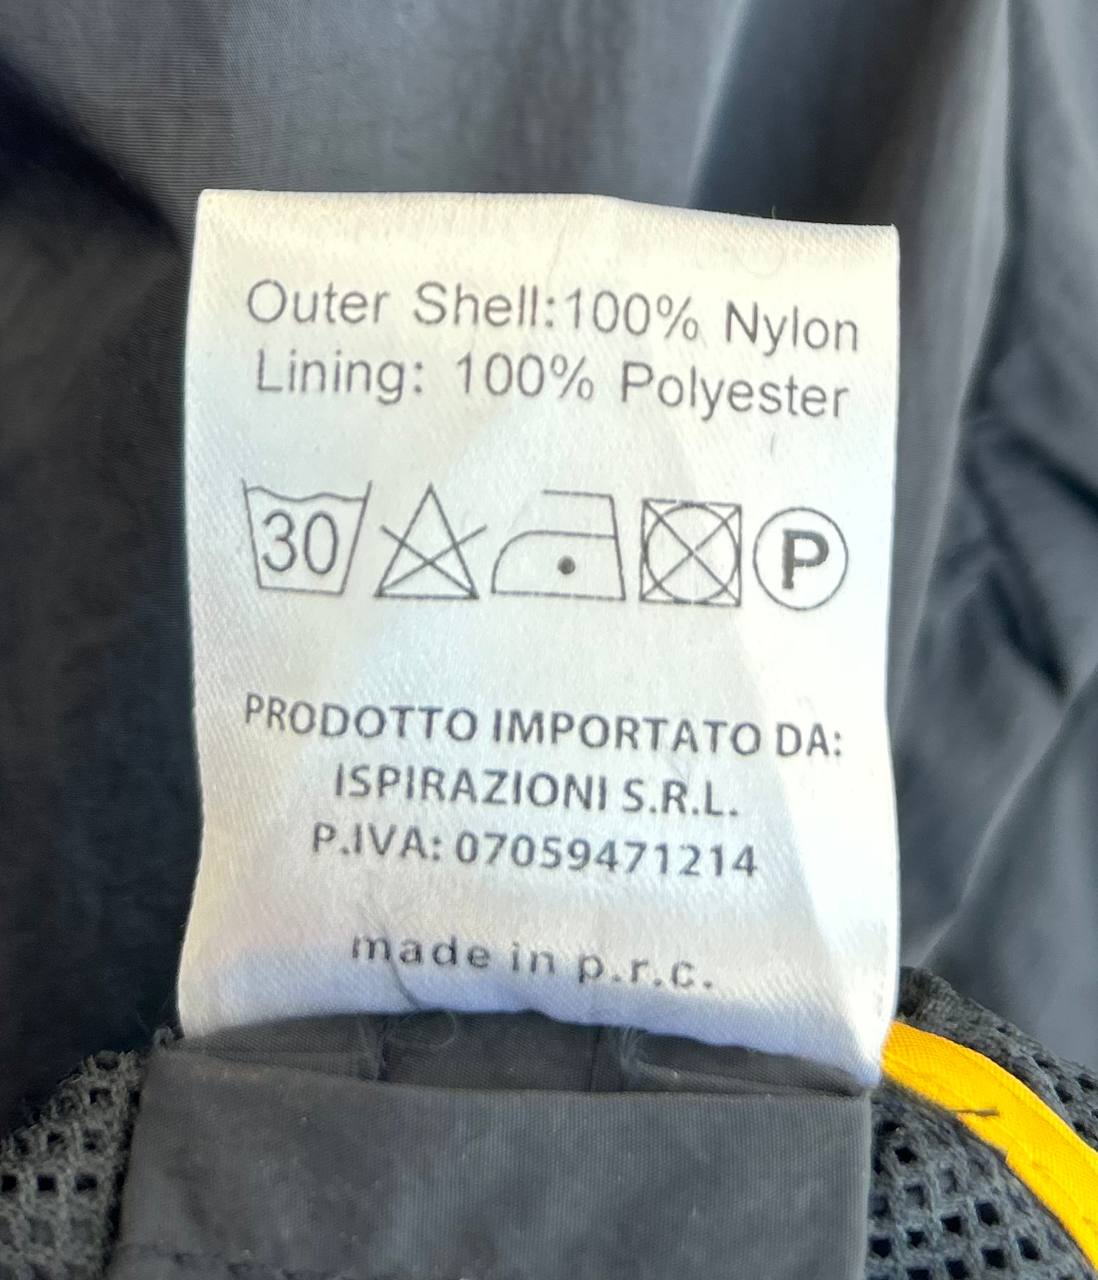 Outer Shell:100% Nylon
Lining: 100% Polyester
30 P
PRODOTTO IMPORTATO DA:
ISPIRAZIONI S.R.L.
P.IVA: 07059471214
made in p.r.c.